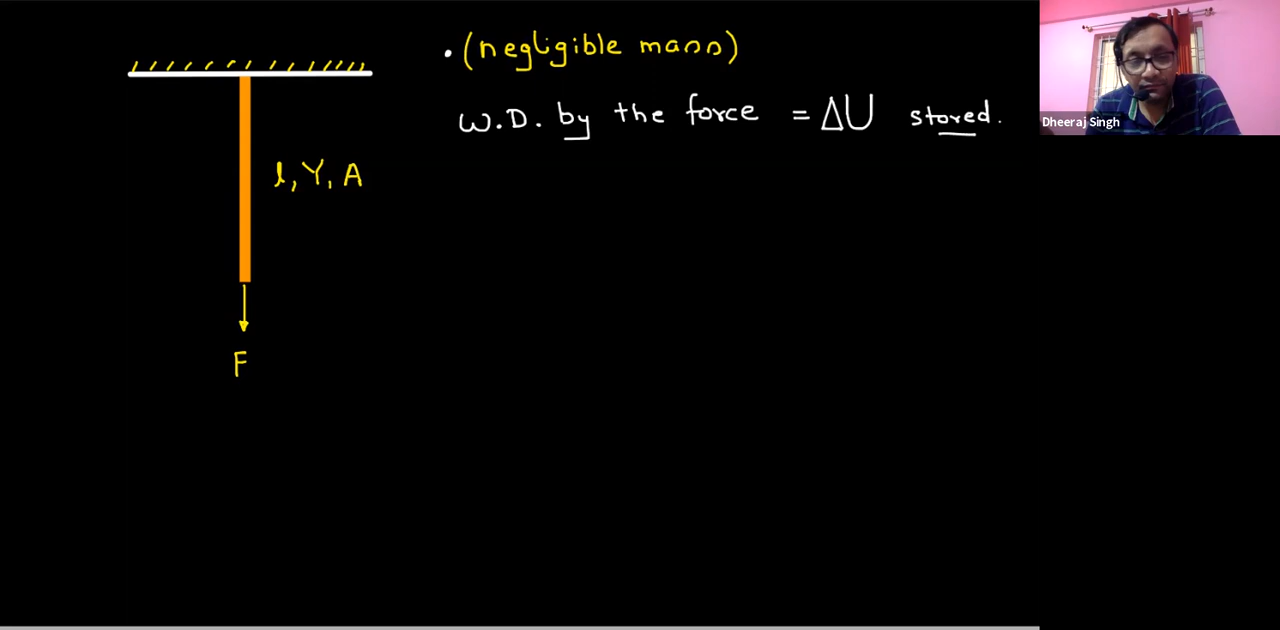 • (negligible mass)
W.D. by the force = ΔU stored.
Dheeraj Singh
l, Y, A
F